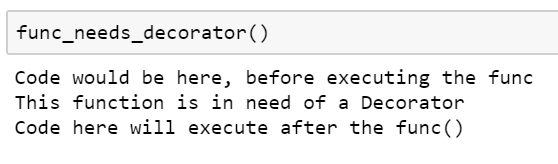 func_needs_decorator()
Code would be here, before executing the func
This function is in need of a Decorator
Code here will execute after the func()